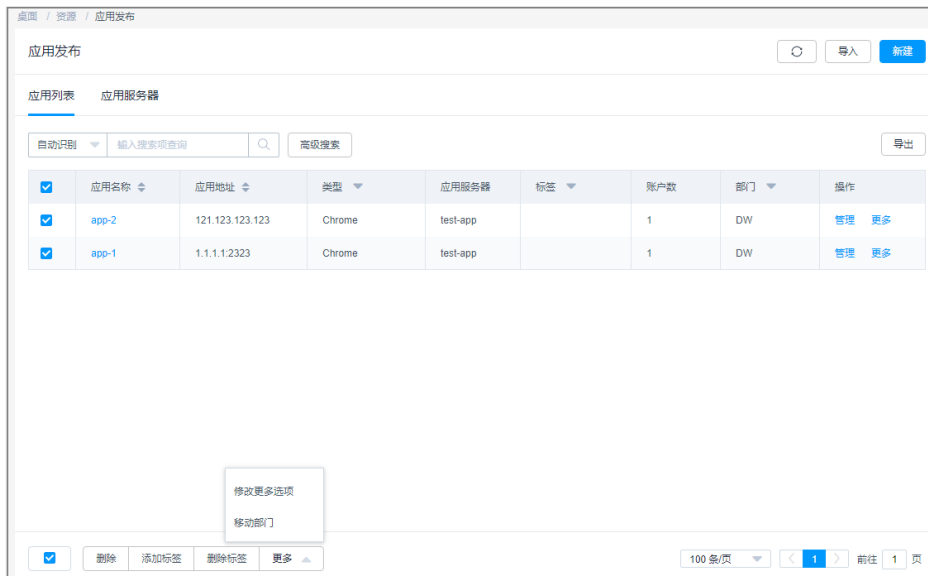 桌面 / 资源 / 应用发布
应用发布 导入 新建
应用列表 应用服务器
自动识别 输入搜索项查询 高级搜索 导出
应用名称 应用地址 类型 应用服务器 标签 账户数 部门 操作
app-2 121.123.123.123 Chrome test-app 1 DW 管理 更多
app-1 1.1.1.1:2323 Chrome test-app 1 DW 管理 更多
修改更多选项
移动部门
删除 添加标签 删除标签 更多 100 条/页 1 前往 1 页